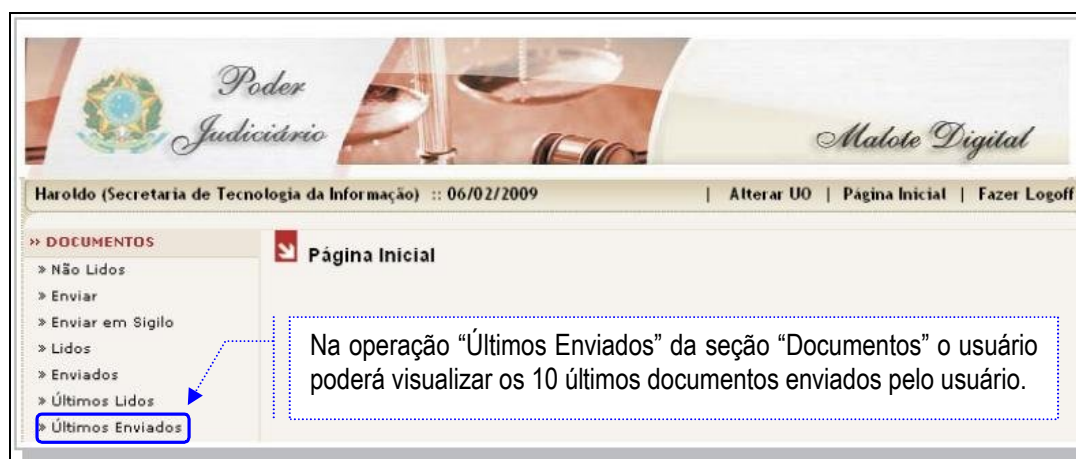 Poder
Judiciário
Malote Digital
Haroldo (Secretaria de Tecnologia da Informação) :: 06/02/2009 | Alterar UO | Página Inicial | Fazer Logoff
» DOCUMENTOS
» Não Lidos
» Enviar
» Enviar em Sigilo
» Lidos
» Enviados
» Últimos Lidos
» Últimos Enviados
Página Inicial
Na operação “Últimos Enviados” da seção “Documentos” o usuário
poderá visualizar os 10 últimos documentos enviados pelo usuário.